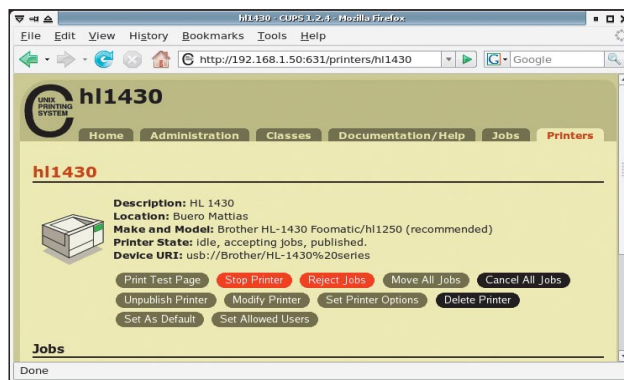 hl1430 - CUPS 1.2.4 - Mozilla Firefox
File Edit View History Bookmarks Tools Help
http://192.168.1.50:631/printers/hl1430
Google
UNIX PRINTING SYSTEM
hl1430
Home Administration Classes Documentation/Help Jobs Printers
hl1430
Description: HL 1430
Location: Buero Mattias
Make and Model: Brother HL-1430 Foomatic/hl1250 (recommended)
Printer State: idle, accepting jobs, published.
Device URI: usb://Brother/HL-1430%20series
Print Test Page Stop Printer Reject Jobs Move All Jobs Cancel All Jobs
Unpublish Printer Modify Printer Set Printer Options Delete Printer
Set As Default Set Allowed Users
Jobs
Done